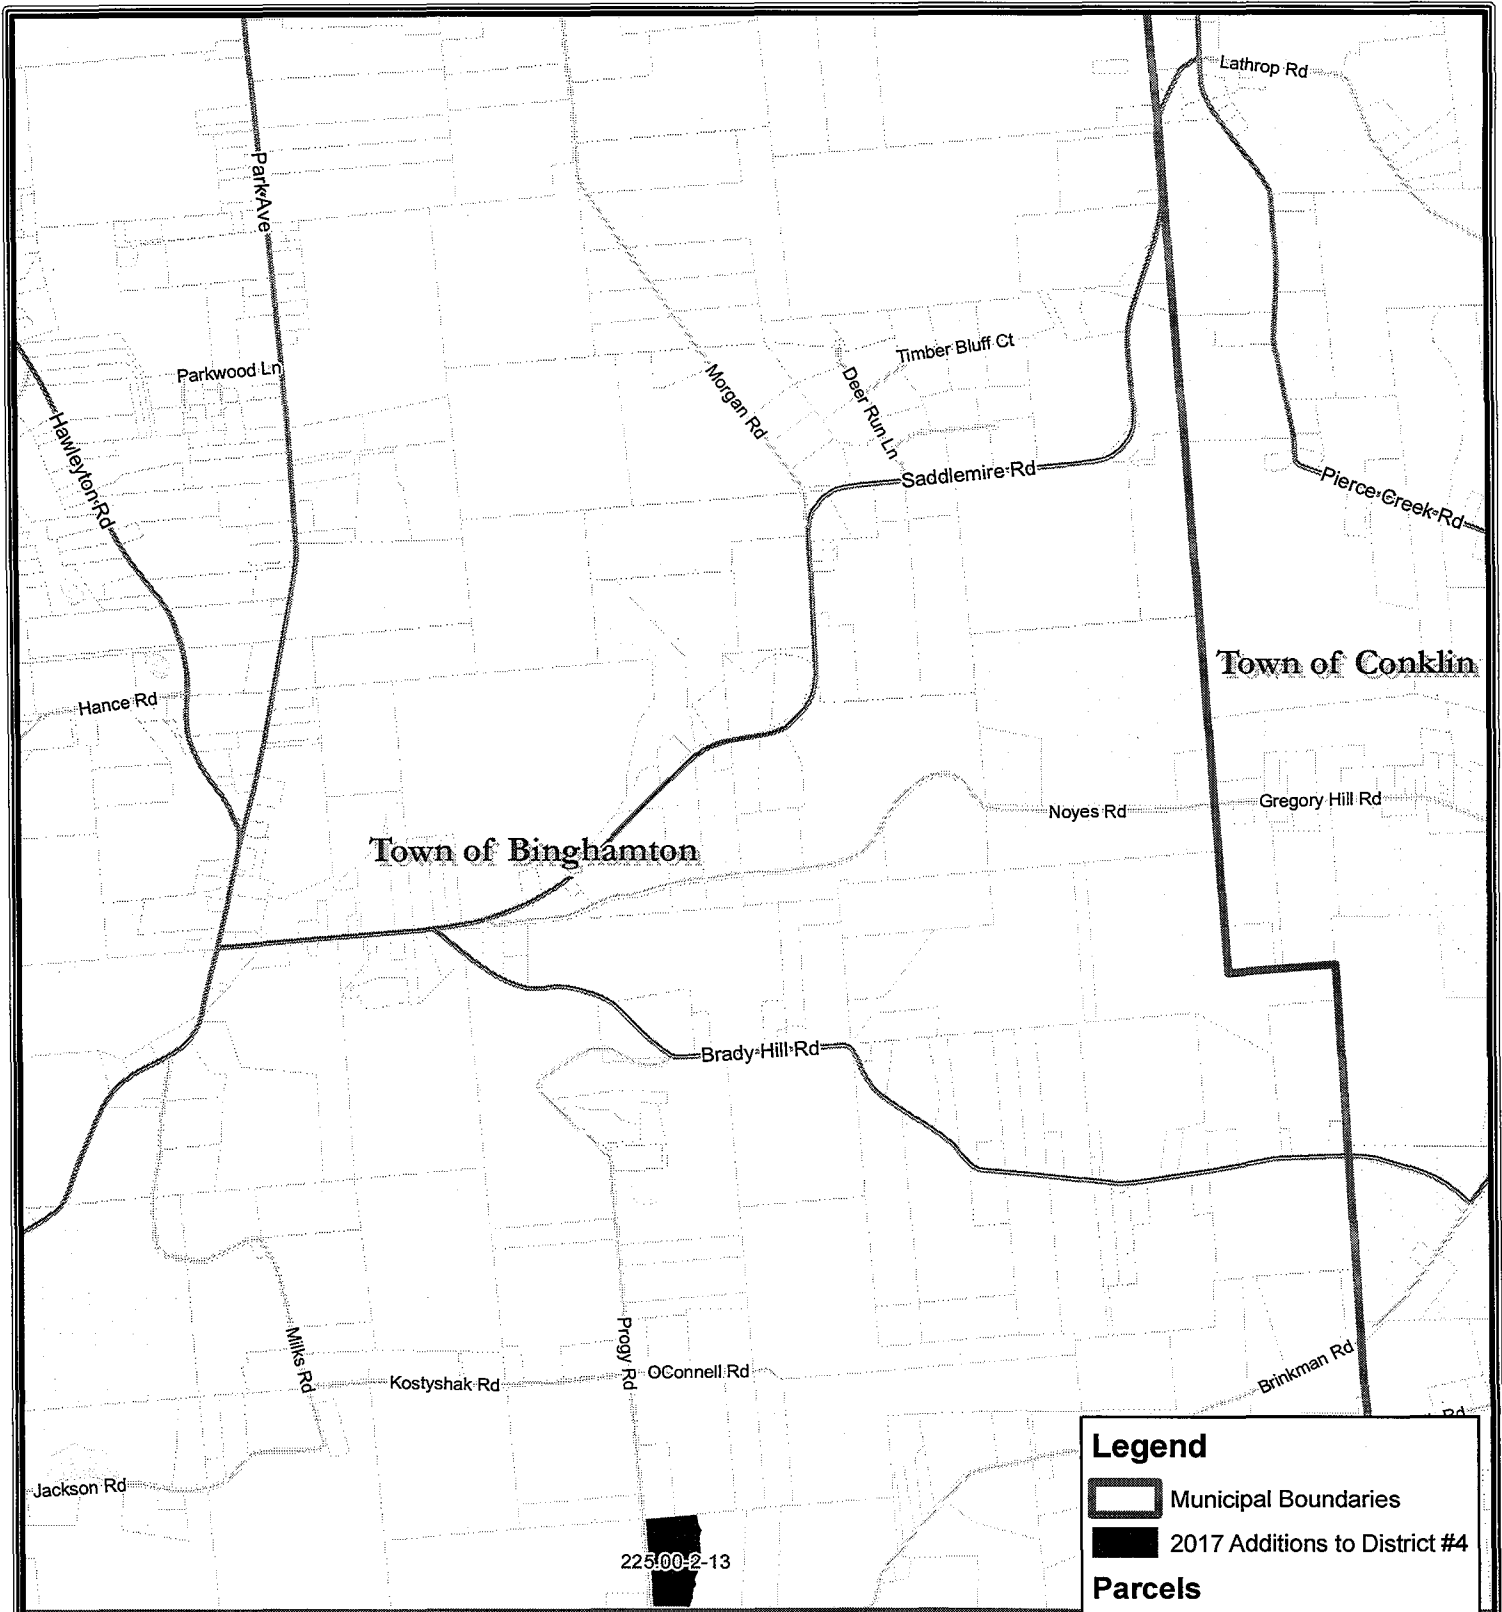 Lathrop Rd
Park Ave
Timber Bluff Ct
Parkwood Ln
Morgan Rd
Deer Run Ln
Hawleyton Rd
Saddlemire Rd
Pierce Creek Rd
Town of Conklin
Hance Rd
Noyes Rd
Gregory Hill Rd
Town of Binghamton
Brady Hill Rd
Milks Rd
Progy Rd
OConnell Rd
Kostyshak Rd
Brinkman Rd
Rd
Jackson Rd
225.00-2-13
Legend
Municipal Boundaries
2017 Additions to District #4
Parcels